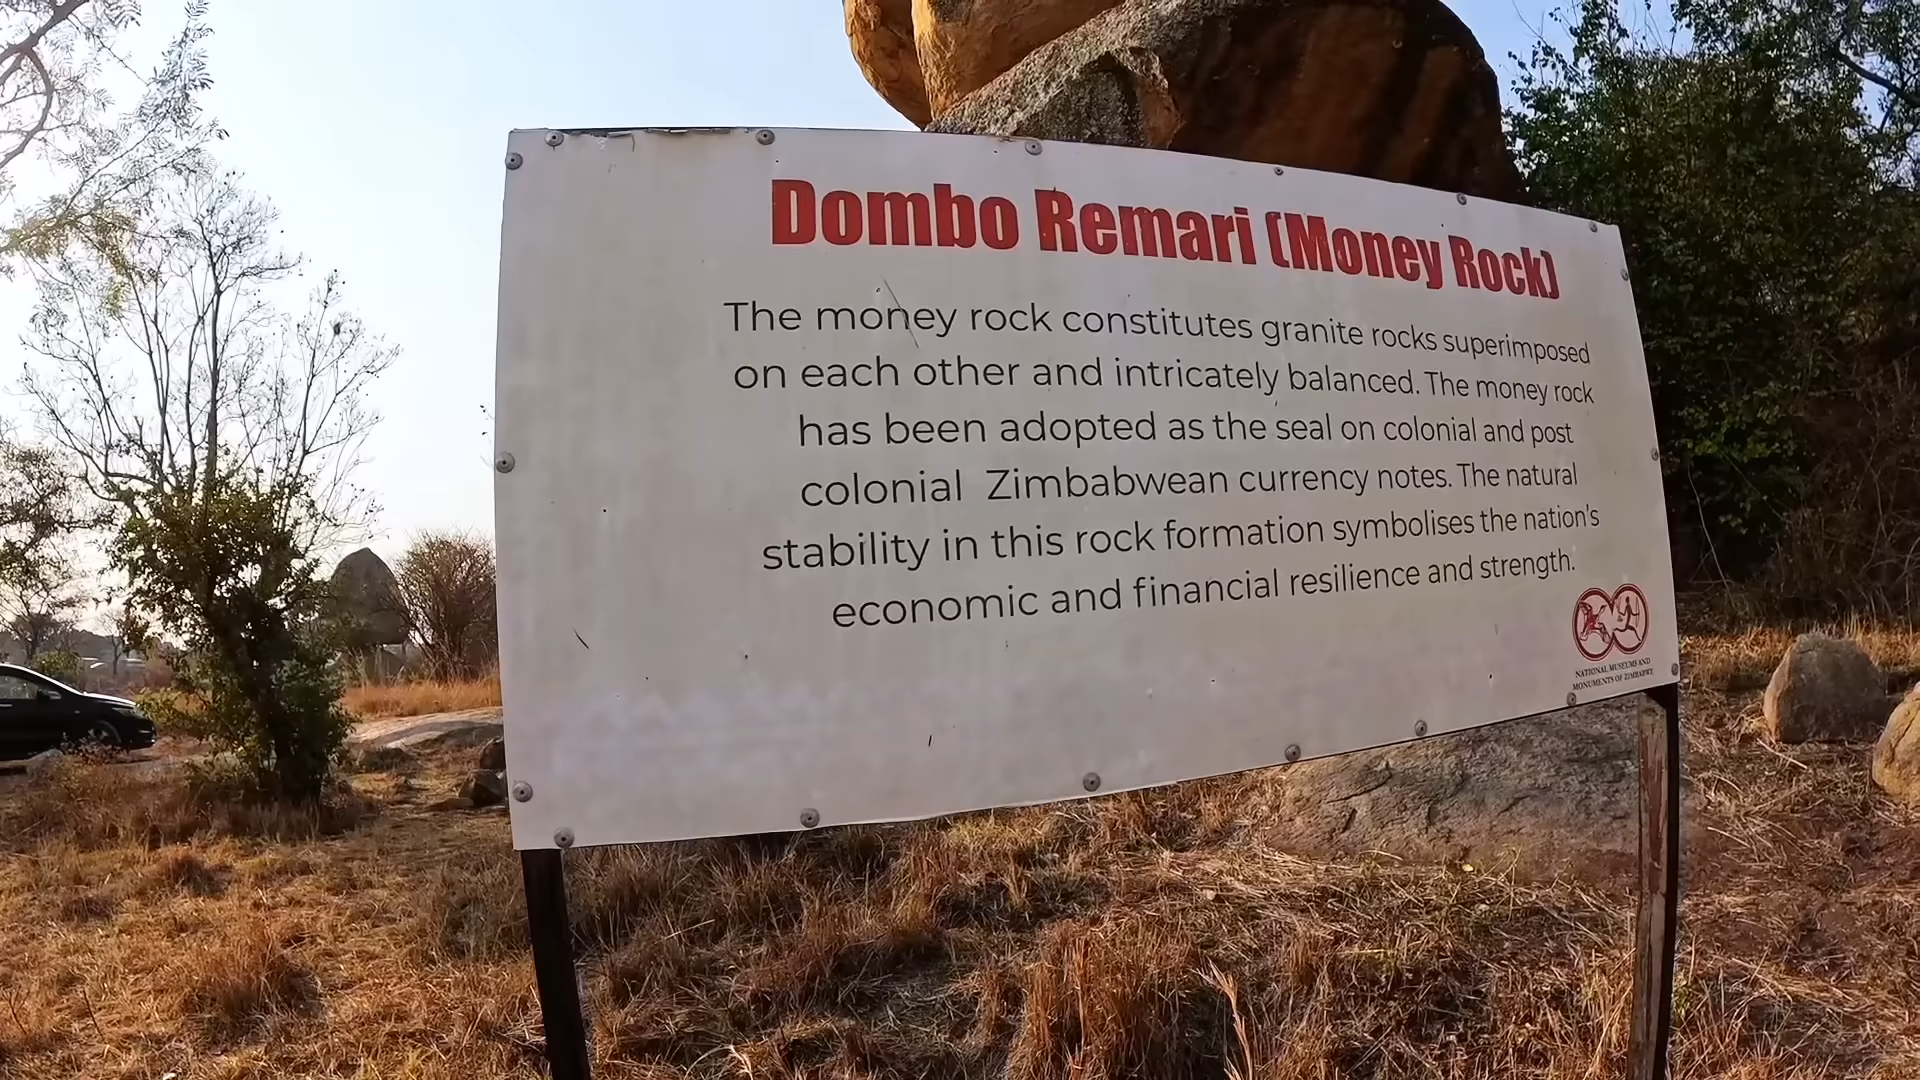 Dombo Remari (Money Rock)
The money rock constitutes granite rocks superimposed
on each other and intricately balanced. The money rock
has been adopted as the seal on colonial and post
colonial Zimbabwean currency notes. The natural
stability in this rock formation symbolises the nation's
economic and financial resilience and strength.
NATIONAL MUSEUMS AND
MONUMENTS OF ZIMBABWE